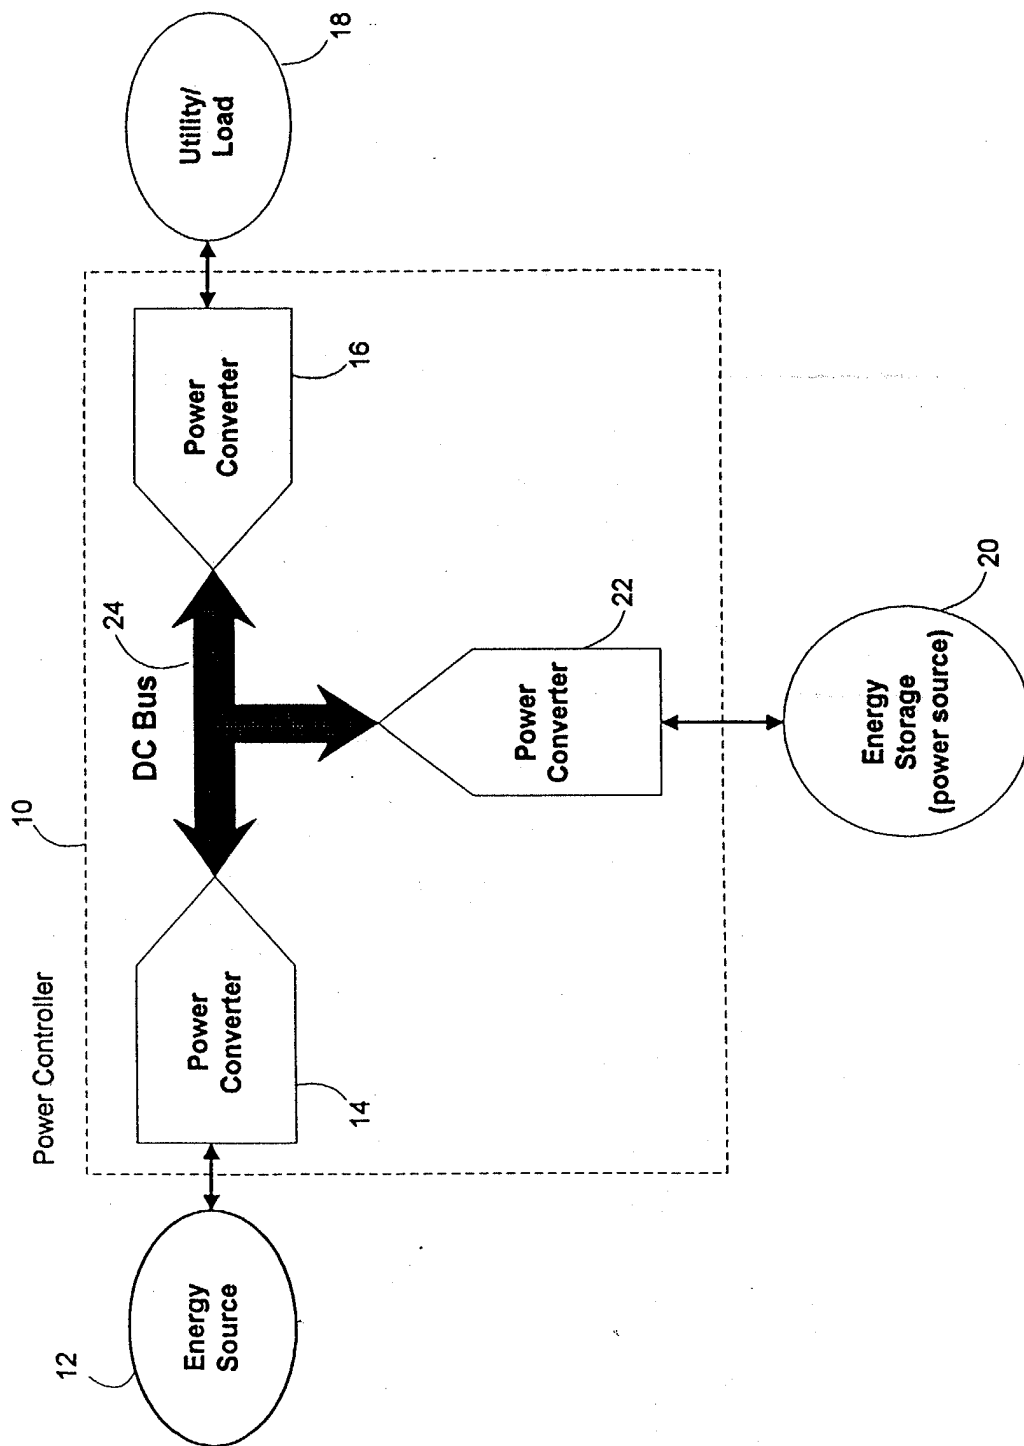 Power Controller
10
12
Energy
Source
14
Power
Converter
DC Bus
24
Power
Converter
16
Utility/
Load
18
Power
Converter
22
Energy
Storage
(power source)
20